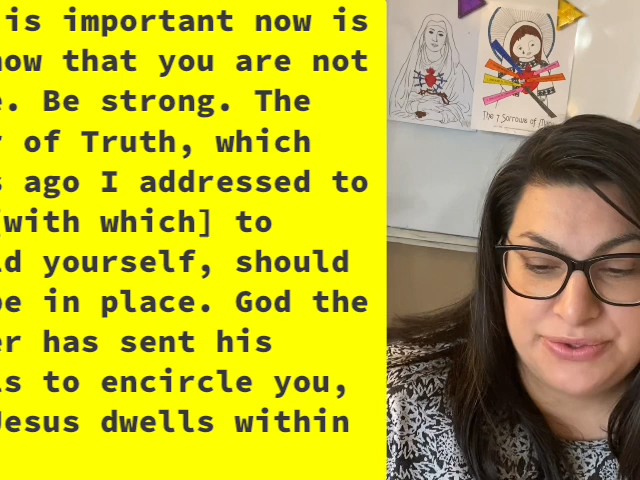 is important now is
that you are not
Be strong. The
of Truth, which
ago I addressed to
[with which] to
yourself, should
in place. God the
has sent his
to encircle you,
Jesus dwells within
The 7 Sorrows of Mary